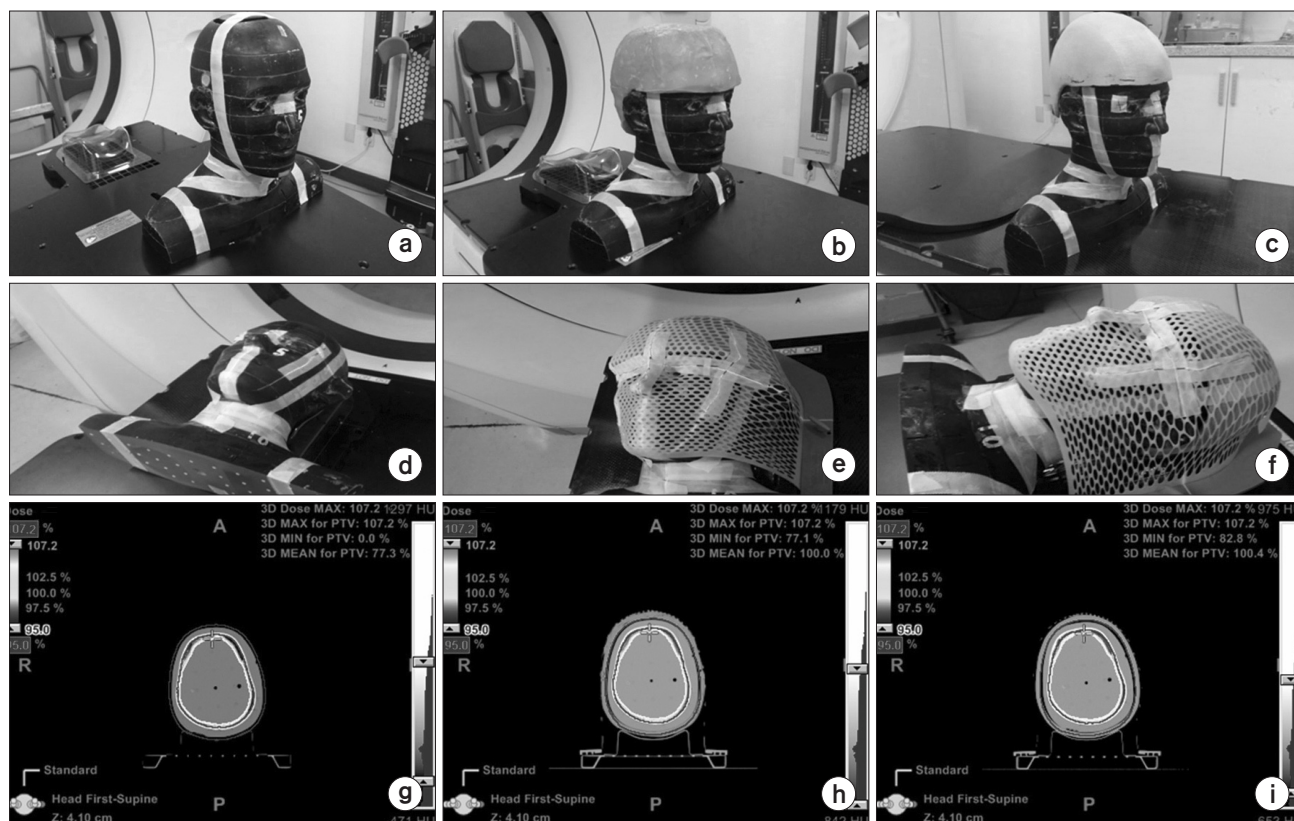 a
b
c
d
e
f
Dose
107.2 %
107.2
102.5 %
100.0 %
97.5 %
95.0
95.0 %
3D Dose MAX: 107.2 %
1297 HU
3D MAX for PTV: 107.2 %
3D MIN for PTV: 0.0 %
3D MEAN for PTV: 77.3 %
A
R
Standard
Head First-Supine
Z: 4.10 cm
P
471 HU
g
Dose
107.2 %
107.2
102.5 %
100.0 %
97.5 %
95.0
95.0 %
3D Dose MAX: 107.2 %
1179 HU
3D MAX for PTV: 107.2 %
3D MIN for PTV: 77.1 %
3D MEAN for PTV: 100.0 %
A
R
Standard
Head First-Supine
Z: 4.10 cm
P
842 HU
h
Dose
107.2 %
107.2
102.5 %
100.0 %
97.5 %
95.0
95.0 %
3D Dose MAX: 107.2 %
975 H
3D MAX for PTV: 107.2 %
3D MIN for PTV: 82.8 %
3D MEAN for PTV: 100.4 %
A
R
Standard
Head First-Supine
Z: 4.10 cm
P
653 HU
i